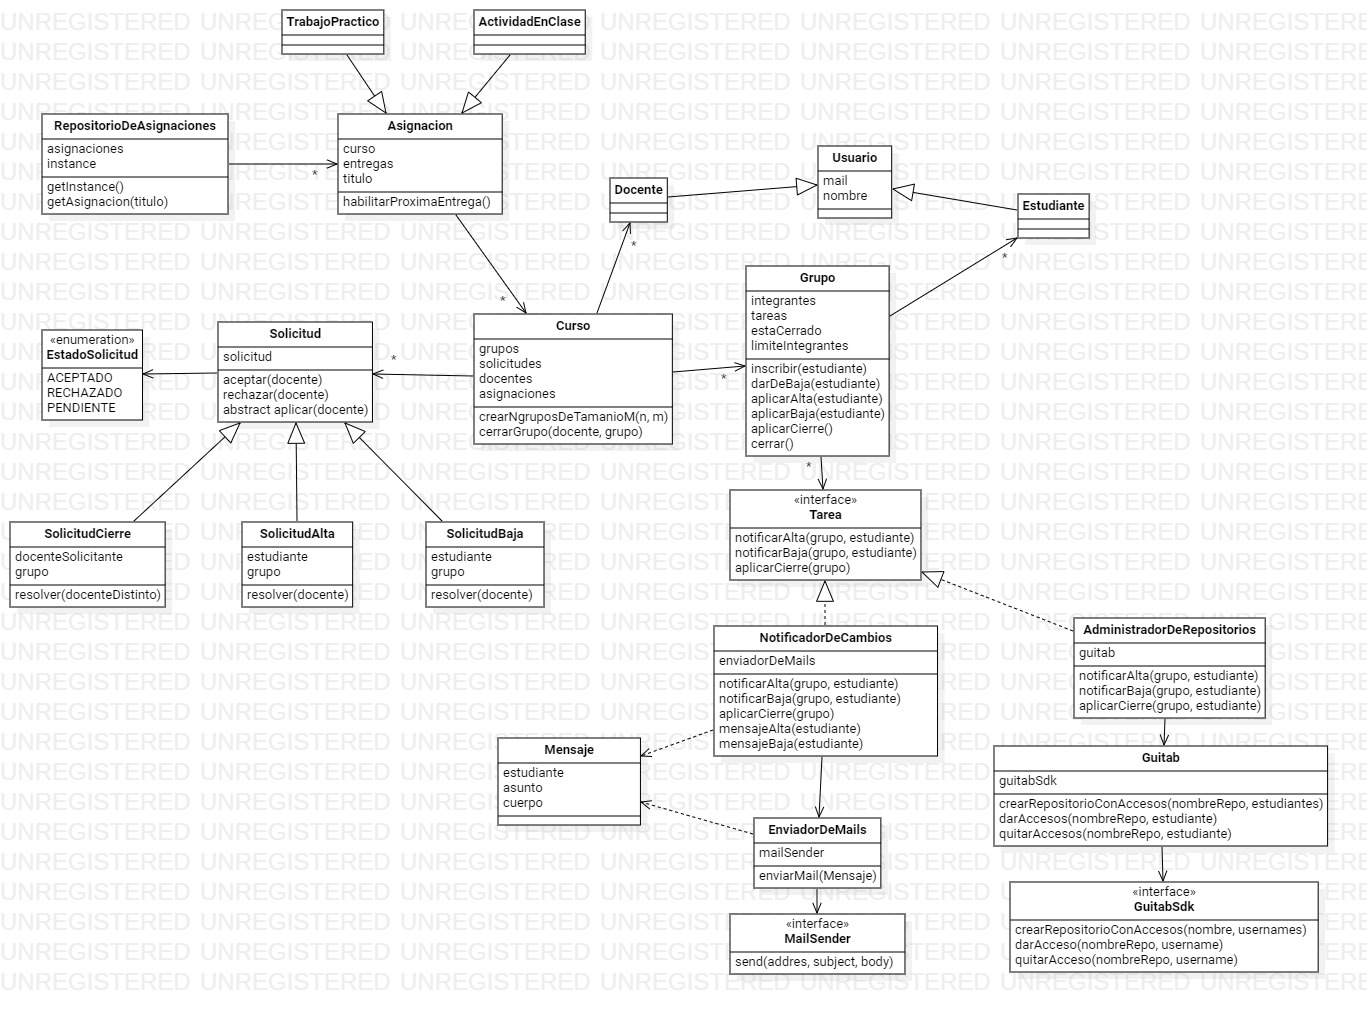 TrabajoPractico
ActividadEnClase
RepositorioDeAsignaciones
asignaciones
instance
getInstance()
getAsignacion(titulo)
*
Asignacion
curso
entregas
titulo
habilitarProximaEntrega()
Docente
*
Usuario
mail
nombre
Estudiante
*
«enumeration»
EstadoSolicitud
ACEPTADO
RECHAZADO
PENDIENTE
Solicitud
solicitud
aceptar(docente)
rechazar(docente)
abstract aplicar(docente)
*
*
Curso
grupos
solicitudes
docentes
asignaciones
crearNgruposDeTamanioM(n, m)
cerrarGrupo(docente, grupo)
*
Grupo
integrantes
tareas
estaCerrado
limiteIntegrantes
inscribir(estudiante)
darDeBaja(estudiante)
aplicarAlta(estudiante)
aplicarBaja(estudiante)
aplicarCierre()
cerrar()
*
SolicitudCierre
docenteSolicitante
grupo
resolver(docenteDistinto)
SolicitudAlta
estudiante
grupo
resolver(docente)
SolicitudBaja
estudiante
grupo
resolver(docente)
«interface»
Tarea
notificarAlta(grupo, estudiante)
notificarBaja(grupo, estudiante)
aplicarCierre(grupo)
NotificadorDeCambios
enviadorDeMails
notificarAlta(grupo, estudiante)
notificarBaja(grupo, estudiante)
aplicarCierre(grupo)
mensajeAlta(estudiante)
mensajeBaja(estudiante)
AdministradorDeRepositorios
guitab
notificarAlta(grupo, estudiante)
notificarBaja(grupo, estudiante)
aplicarCierre(grupo, estudiante)
Mensaje
estudiante
asunto
cuerpo
EnviadorDeMails
mailSender
enviarMail(Mensaje)
«interface»
MailSender
send(addres, subject, body)
Guitab
guitabSdk
crearRepositorioConAccesos(nombreRepo, estudiantes)
darAccesos(nombreRepo, estudiante)
quitarAccesos(nombreRepo, estudiante)
«interface»
GuitabSdk
crearRepositorioConAccesos(nombre, usernames)
darAcceso(nombreRepo, username)
quitarAcceso(nombreRepo, username)
UNREGISTERED